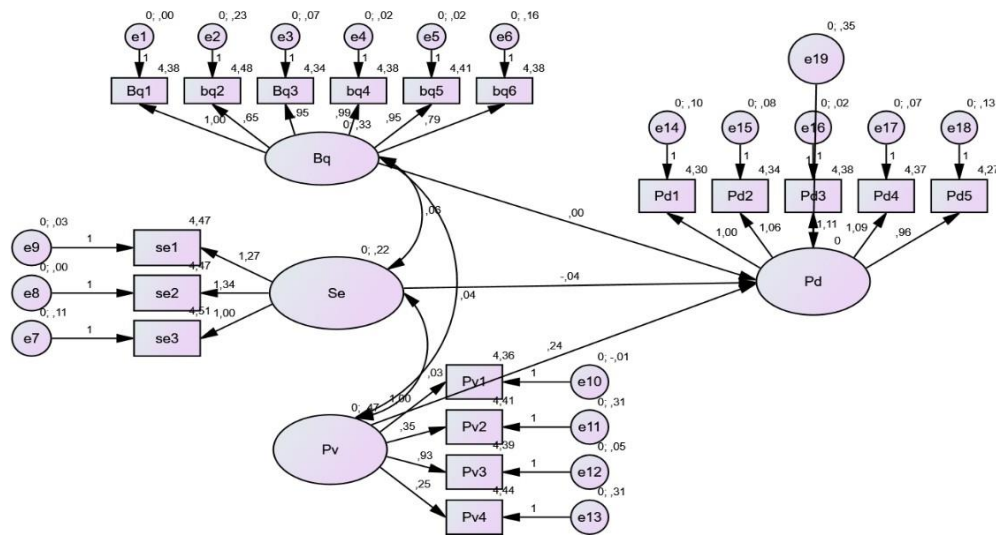 0; ,00 0; ,23 0; ,07 0; ,02 0; ,02 0; ,16
e1 e2 e3 e4 e5 e6
1 1 1 1 1 1
4,38 4,48 4,34 4,38 4,41 4,38
Bq1 bq2 Bq3 bq4 bq5 bq6
1,00 ,65 ,95 ,99 ,95 ,79
0; ,33
Bq
0; ,35
e19
0; ,10 0; ,08 0; ,02 0; ,07 0; ,13
e14 e15 e16 e17 e18
1 1 1 1 1 1
4,30 4,34 4,38 4,37 4,27
Pd1 Pd2 Pd3 Pd4 Pd5
1,00 1,06 1,11 1,09 ,96
0
Pd
,06
,00
0; ,03 4,47
e9 1 se1 1,27
0; ,00 4,47
e8 1 se2 1,34
0; ,11 4,51
e7 1 se3 1,00
0; ,22
Se
-,04
,04
,24
,03
0; ,47
Pv
1,00 4,36 0; -,01
Pv1 1 e10
,35 4,41 0; ,31
Pv2 1 e11
,93 4,39 0; ,05
Pv3 1 e12
,25 4,44 0; ,31
Pv4 1 e13